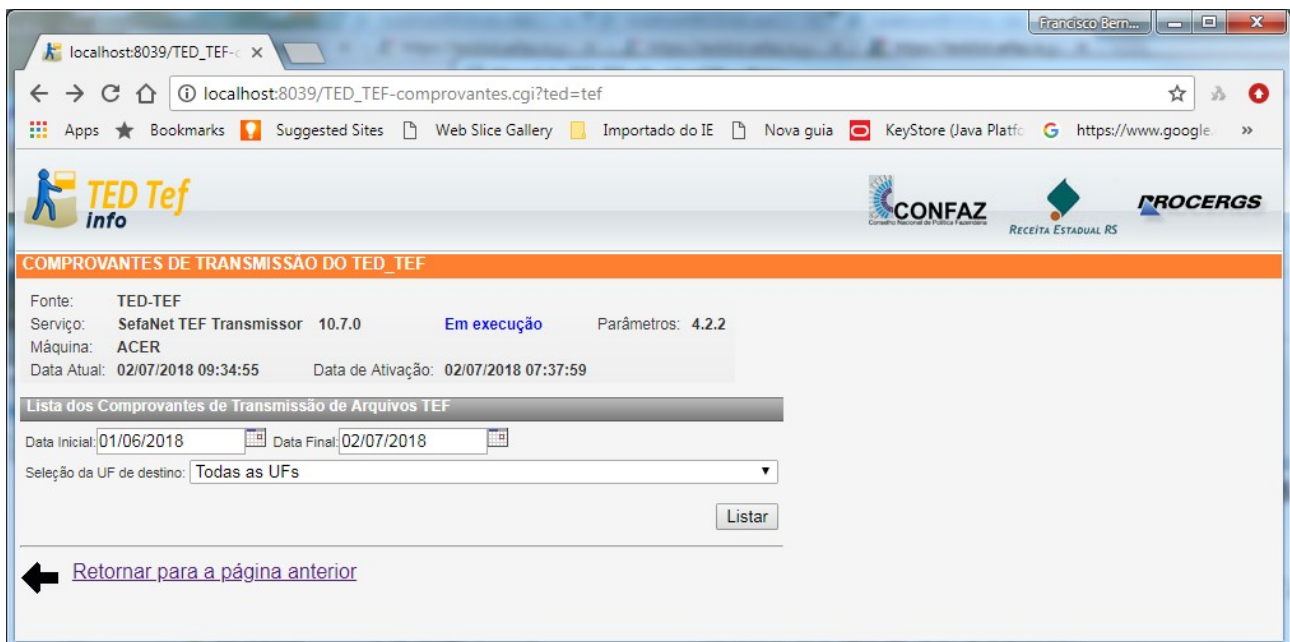 Francisco Bern...
localhost:8039/TED_TEF-c
localhost:8039/TED_TEF-comprovantes.cgi?ted=tef
Apps Bookmarks Suggested Sites Web Slice Gallery Importado do IE Nova guia KeyStore (Java Platfo G https://www.google. »
TED Tef
info
CONFAZ
Conselho Nacional de Política Fazendária
RECEITA ESTADUAL RS
PROCERGS
COMPROVANTES DE TRANSMISSÃO DO TED_TEF
Fonte: TED-TEF
Serviço: SefaNet TEF Transmissor 10.7.0 Em execução Parâmetros: 4.2.2
Máquina: ACER
Data Atual: 02/07/2018 09:34:55 Data de Ativação: 02/07/2018 07:37:59
Lista dos Comprovantes de Transmissão de Arquivos TEF
Data Inicial: 01/06/2018 Data Final: 02/07/2018
Seleção da UF de destino: Todas as UFs
Listar
Retornar para a página anterior